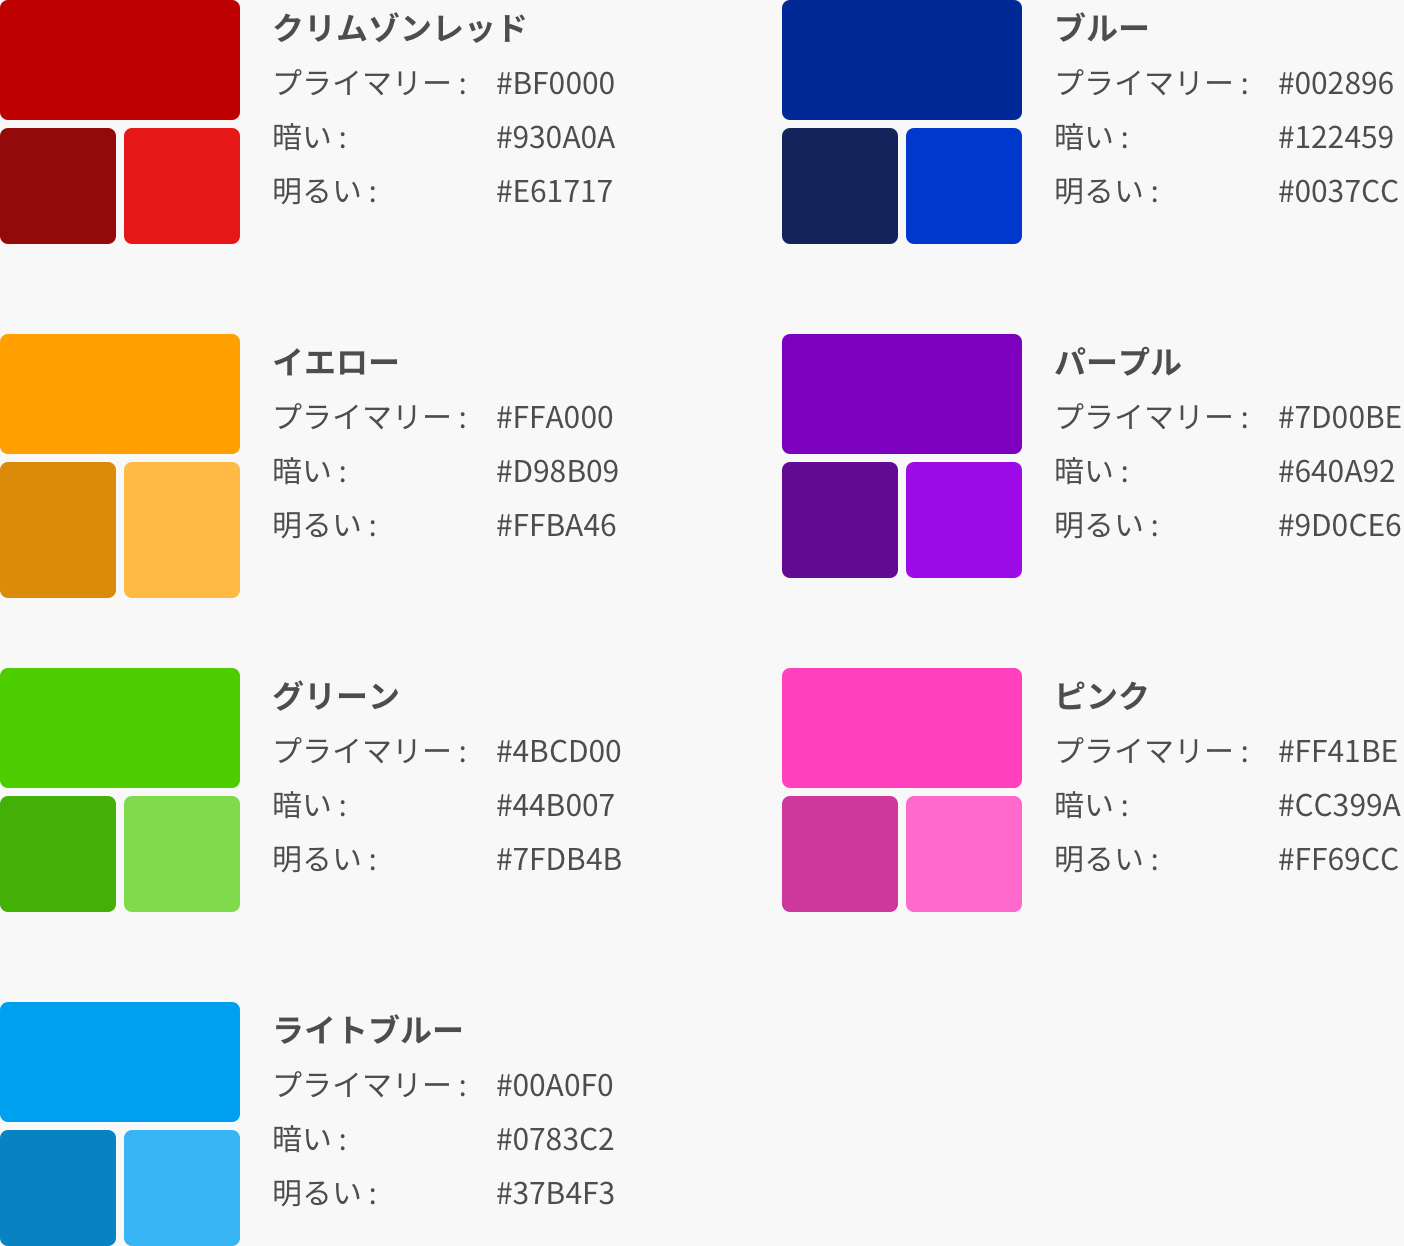 クリムゾンレッド
プライマリー : #BF0000
暗い : #930A0A
明るい : #E61717
ブルー
プライマリー : #002896
暗い : #122459
明るい : #0037CC
イエロー
プライマリー : #FFA000
暗い : #D98B09
明るい : #FFBA46
パープル
プライマリー : #7D00BE
暗い : #640A92
明るい : #9D0CE6
グリーン
プライマリー : #4BCD00
暗い : #44B007
明るい : #7FDB4B
ピンク
プライマリー : #FF41BE
暗い : #CC399A
明るい : #FF69CC
ライトブルー
プライマリー : #00A0F0
暗い : #0783C2
明るい : #37B4F3